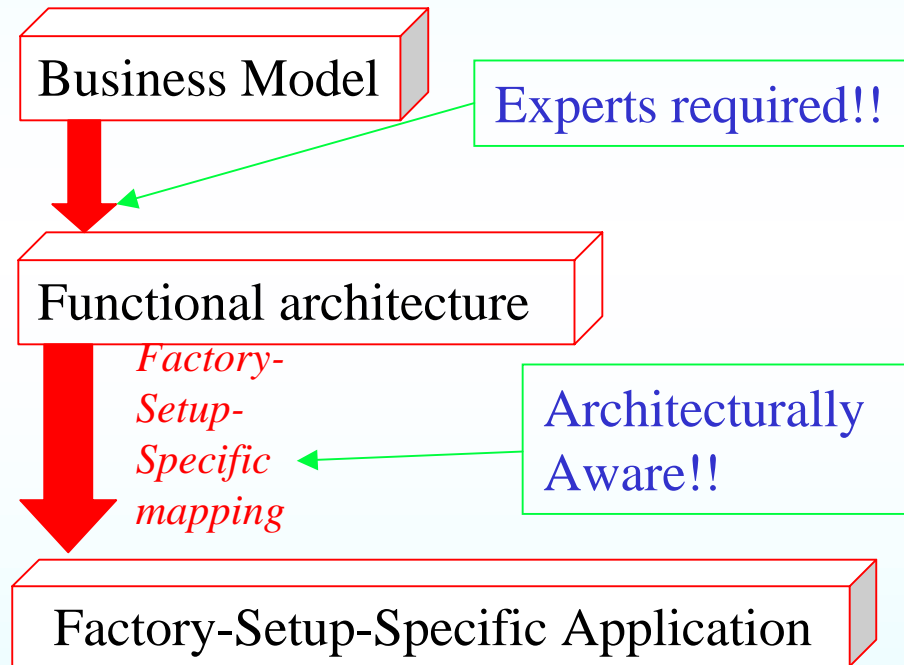 Business Model
Experts required!!
Functional architecture
Factory-
Setup-
Specific
mapping
Architecturally
Aware!!
Factory-Setup-Specific Application